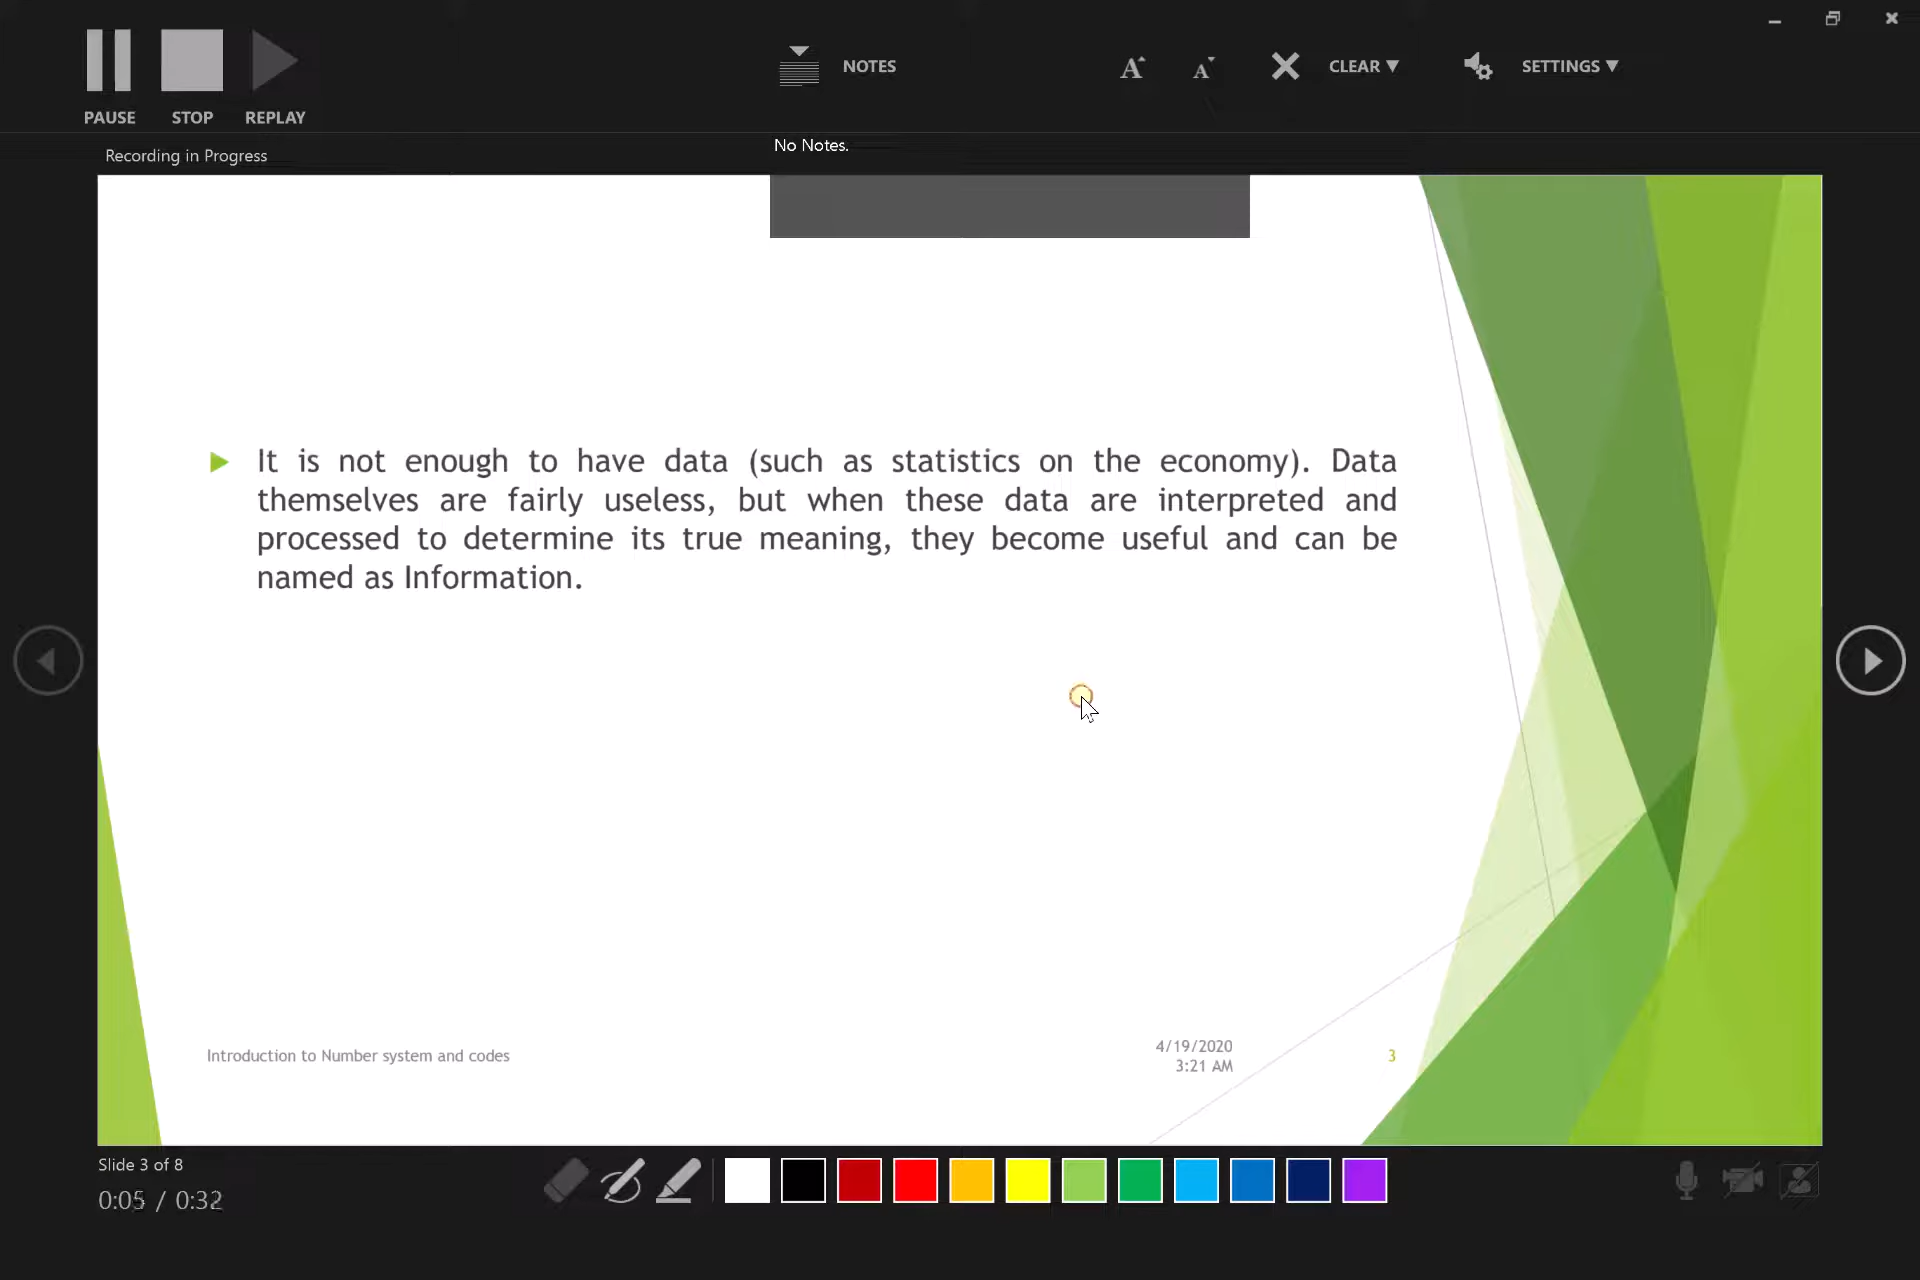 PAUSE STOP REPLAY
NOTES
CLEAR
SETTINGS
Recording in Progress
No Notes.
It is not enough to have data (such as statistics on the economy). Data
themselves are fairly useless, but when these data are interpreted and
processed to determine its true meaning, they become useful and can be
named as Information.
Introduction to Number system and codes
4/19/2020
3:21 AM
3
Slide 3 of 8
0:05 / 0:32